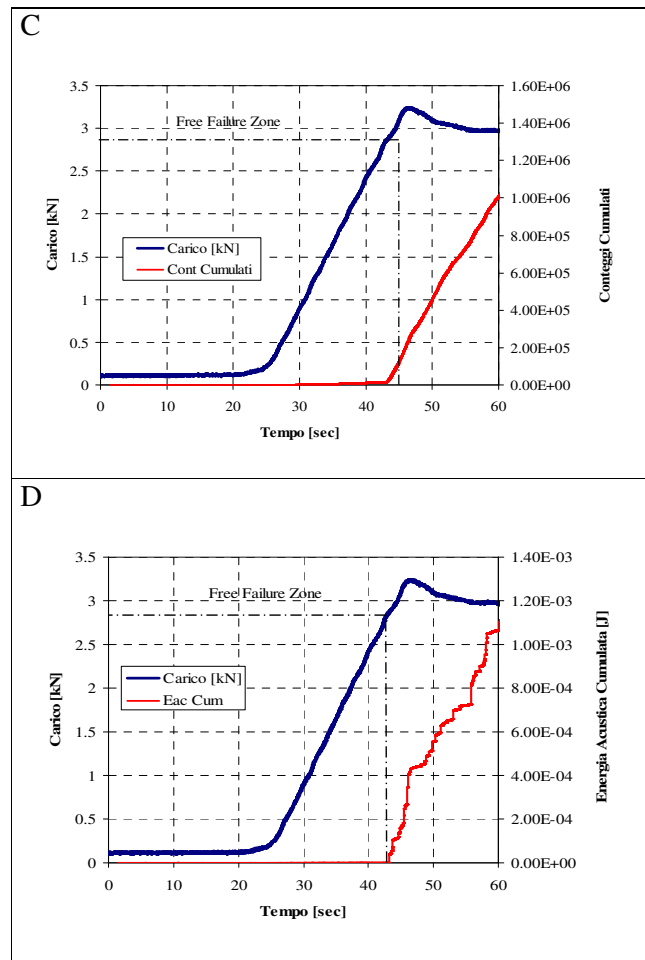 C
3.5
3
2.5
2
1.5
1
0.5
0
Carico [kN]
Free Failure Zone
Carico [kN]
Cont Cumulati
1.60E+06
1.40E+06
1.20E+06
1.00E+06
8.00E+05
6.00E+05
4.00E+05
2.00E+05
0.00E+00
Conteggi Cumulati
0 10 20 30 40 50 60
Tempo [sec]
D
3.5
3
2.5
2
1.5
1
0.5
0
Carico [kN]
Free Failure Zone
Carico [kN]
Eac Cum
1.40E-03
1.20E-03
1.00E-03
8.00E-04
6.00E-04
4.00E-04
2.00E-04
0.00E+00
Energia Acustica Cumulata [J]
0 10 20 30 40 50 60
Tempo [sec]